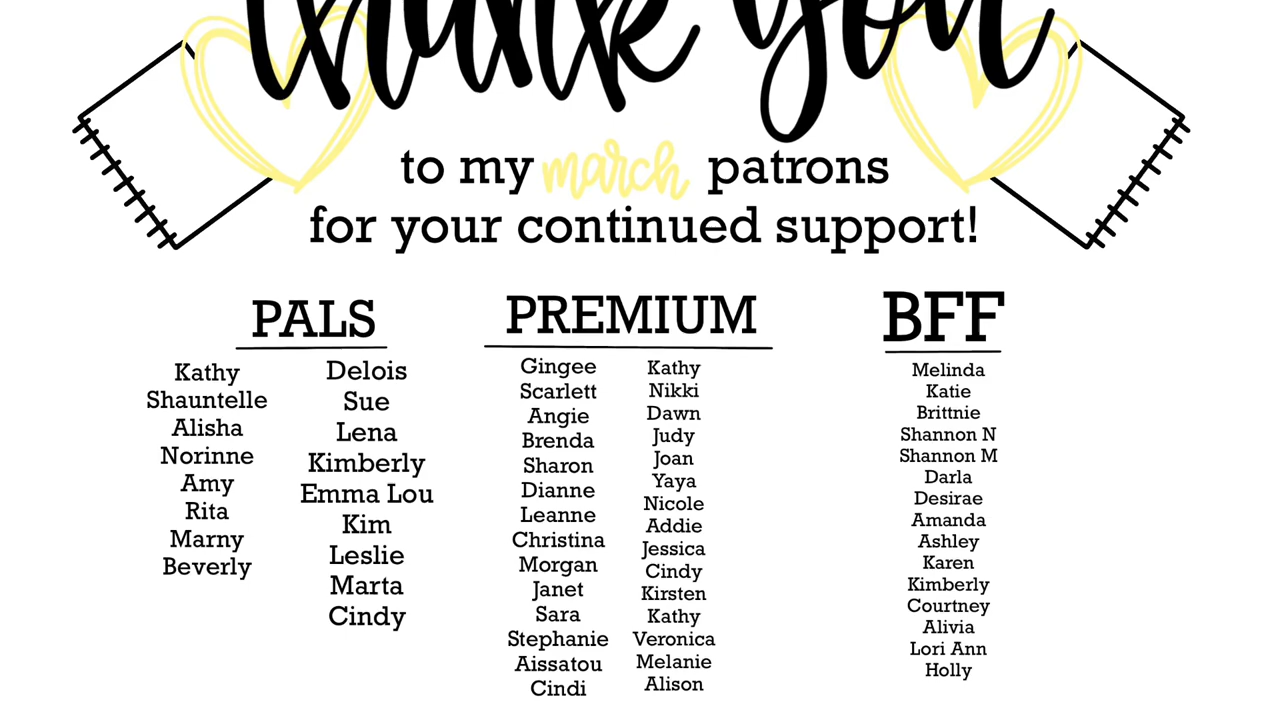 thank you
to my march patrons
for your continued support!
PALS
Kathy
Shauntelle
Alisha
Norinne
Amy
Rita
Marny
Beverly
Delois
Sue
Lena
Kimberly
Emma Lou
Kim
Leslie
Marta
Cindy
PREMIUM
Gingee
Scarlett
Angie
Brenda
Sharon
Dianne
Leanne
Christina
Morgan
Janet
Sara
Stephanie
Aissatou
Cindi
Kathy
Nikki
Dawn
Judy
Joan
Yaya
Nicole
Addie
Jessica
Cindy
Kirsten
Kathy
Veronica
Melanie
Alison
BFF
Melinda
Katie
Brittnie
Shannon N
Shannon M
Darla
Desirae
Amanda
Ashley
Karen
Kimberly
Courtney
Alivia
Lori Ann
Holly